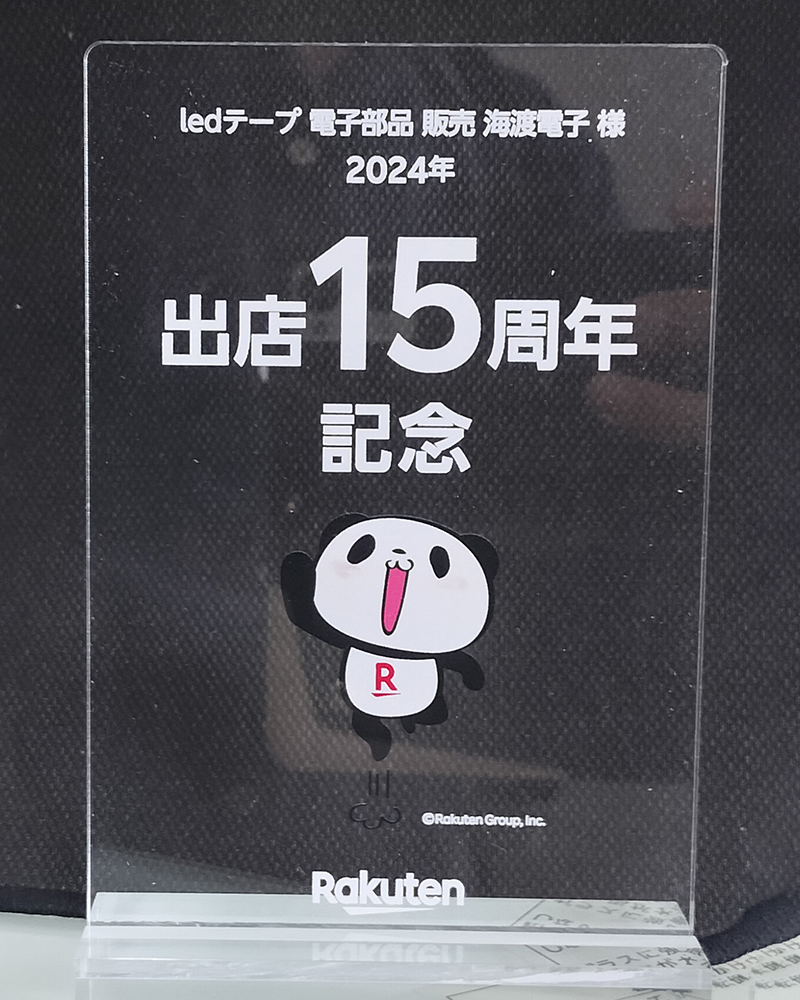 ledテープ 電子部品 販売 海渡電子 様
2024年
出店15周年
記念
R
©Rakuten Group, Inc.
Rakuten